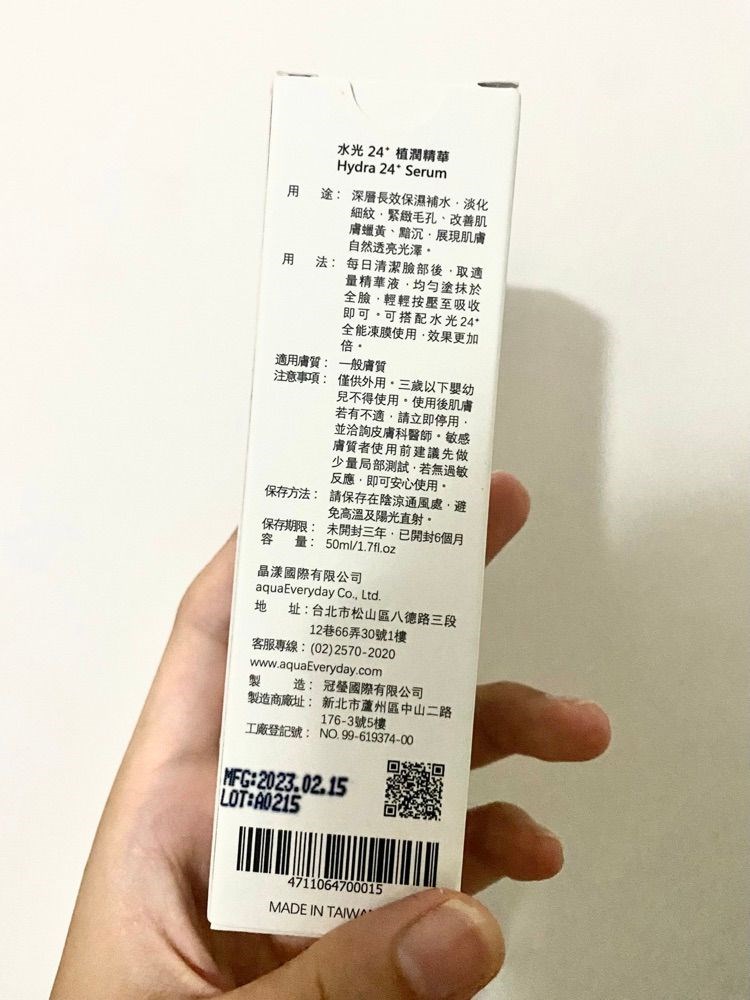 水光 24⁺ 植潤精華
Hydra 24⁺ Serum
用　途：深層長效保濕補水，淡化
細紋，緊緻毛孔、改善肌
膚蠟黃、黯沉，展現肌膚
自然透亮光澤。
用　法：每日清潔臉部後，取適
量精華液，均勻塗抹於
全臉，輕輕按壓至吸收
即可。可搭配水光24⁺
全能凍膜使用，效果更加
倍。
適用膚質：一般膚質
注意事項：僅供外用。三歲以下嬰幼
兒不得使用。使用後肌膚
若有不適，請立即停用，
並洽詢皮膚科醫師。敏感
膚質者使用前建議先做
少量局部測試，若無過敏
反應，即可安心使用。
保存方法：請保存在陰涼通風處，避
免高溫及陽光直射。
保存期限：未開封三年，已開封6個月
容　量：50ml/1.7fl.oz
晶漾國際有限公司
aquaEveryday Co., Ltd.
地　址：台北市松山區八德路三段
12巷66弄30號1樓
客服專線：(02)2570-2020
www.aquaEveryday.com
製　造：冠瑩國際有限公司
製造商廠址：新北市蘆洲區中山二路
176-3號5樓
工廠登記號：NO. 99-619374-00
MFG:2023.02.15
LOT:A0215
4711064700015
MADE IN TAIWA